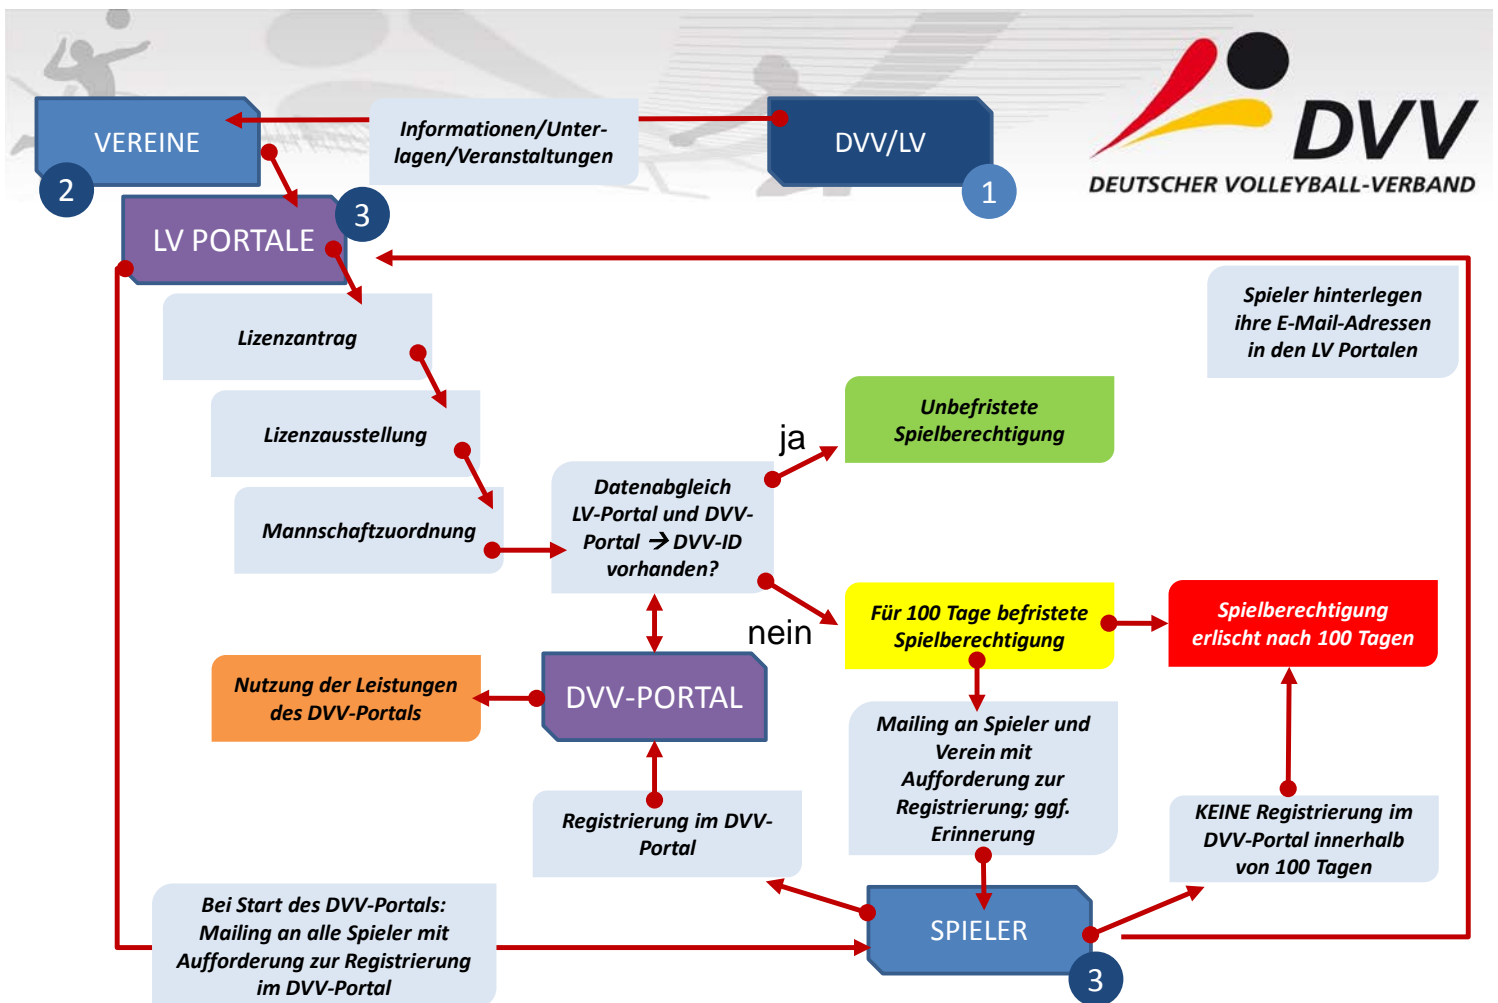 VEREINE
2
Informationen/Unter-
lagen/Veranstaltungen
DVV/LV
1
DVV
DEUTSCHER VOLLEYBALL-VERBAND
LV PORTALE
3
Spieler hinterlegen
ihre E-Mail-Adressen
in den LV Portalen
Lizenzantrag
Lizenzausstellung
Mannschaftzuordnung
Datenabgleich
LV-Portal und DVV-
Portal → DVV-ID
vorhanden?
ja
Unbefristete
Spielberechtigung
nein
Für 100 Tage befristete
Spielberechtigung
Spielberechtigung
erlischt nach 100 Tagen
Nutzung der Leistungen
des DVV-Portals
DVV-PORTAL
Mailing an Spieler und
Verein mit
Aufforderung zur
Registrierung; ggf.
Erinnerung
Registrierung im DVV-
Portal
KEINE Registrierung im
DVV-Portal innerhalb
von 100 Tagen
Bei Start des DVV-Portals:
Mailing an alle Spieler mit
Aufforderung zur Registrierung
im DVV-Portal
SPIELER
3